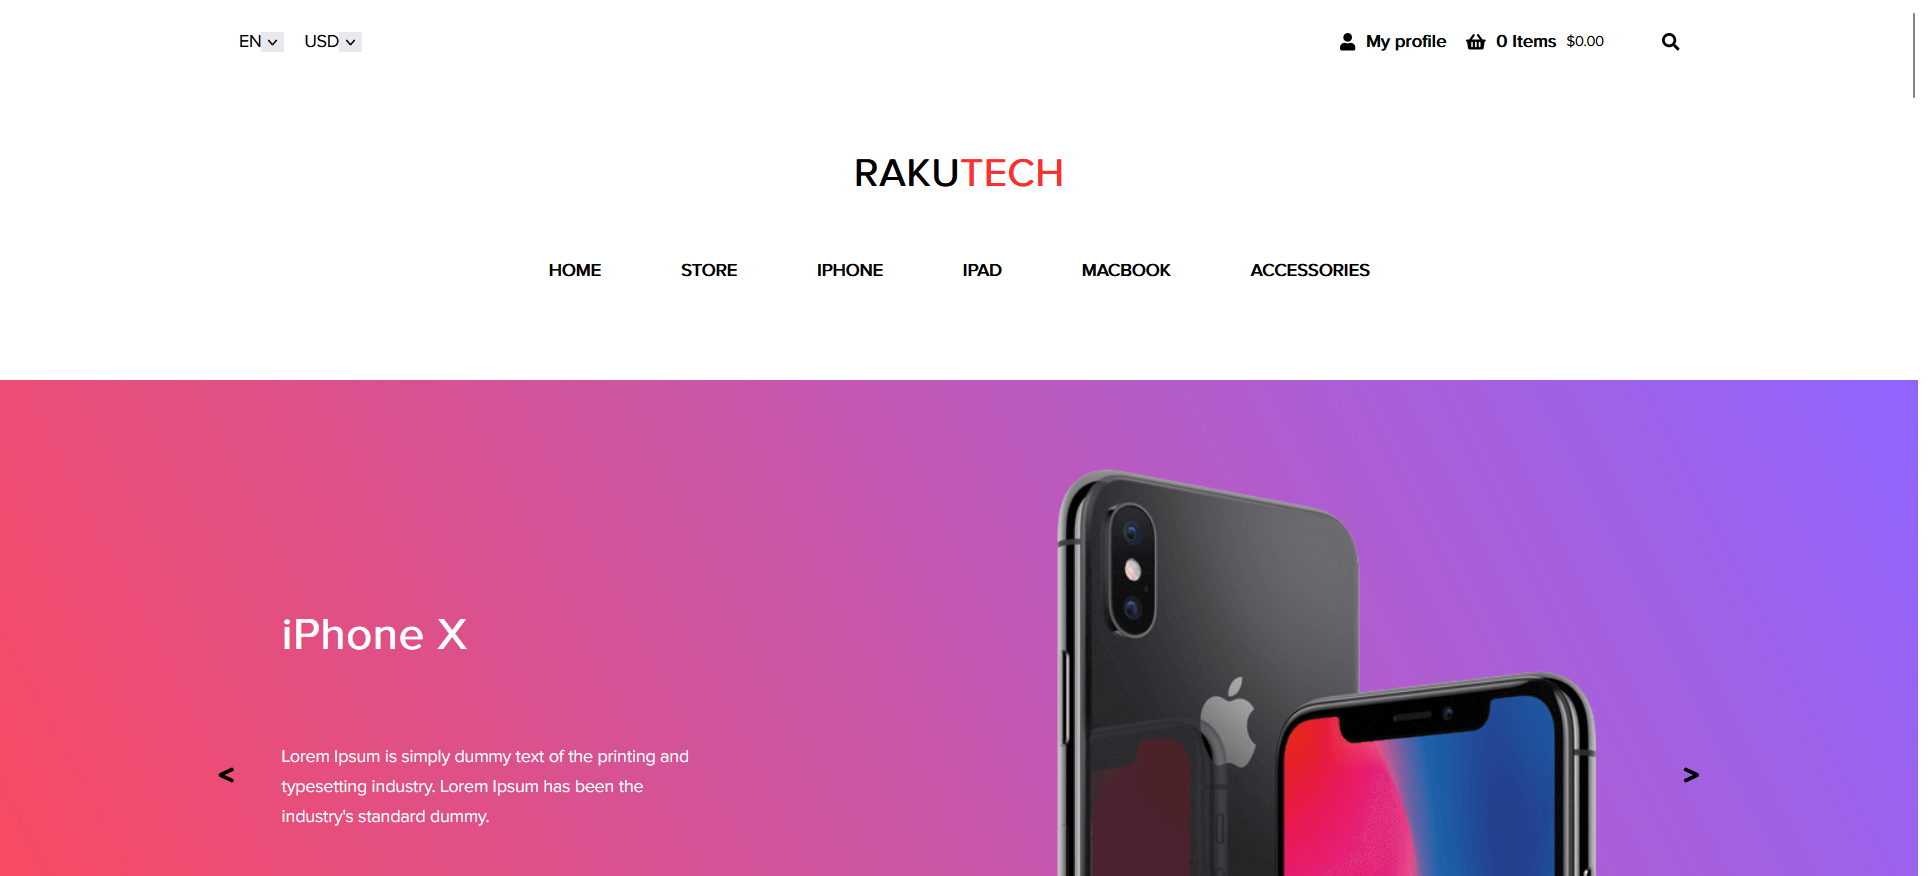 EN USD My profile 0 Items $0.00
RAKUTECH
HOME STORE IPHONE IPAD MACBOOK ACCESSORIES
iPhone X
Lorem Ipsum is simply dummy text of the printing and
typesetting industry. Lorem Ipsum has been the
industry's standard dummy.
< >